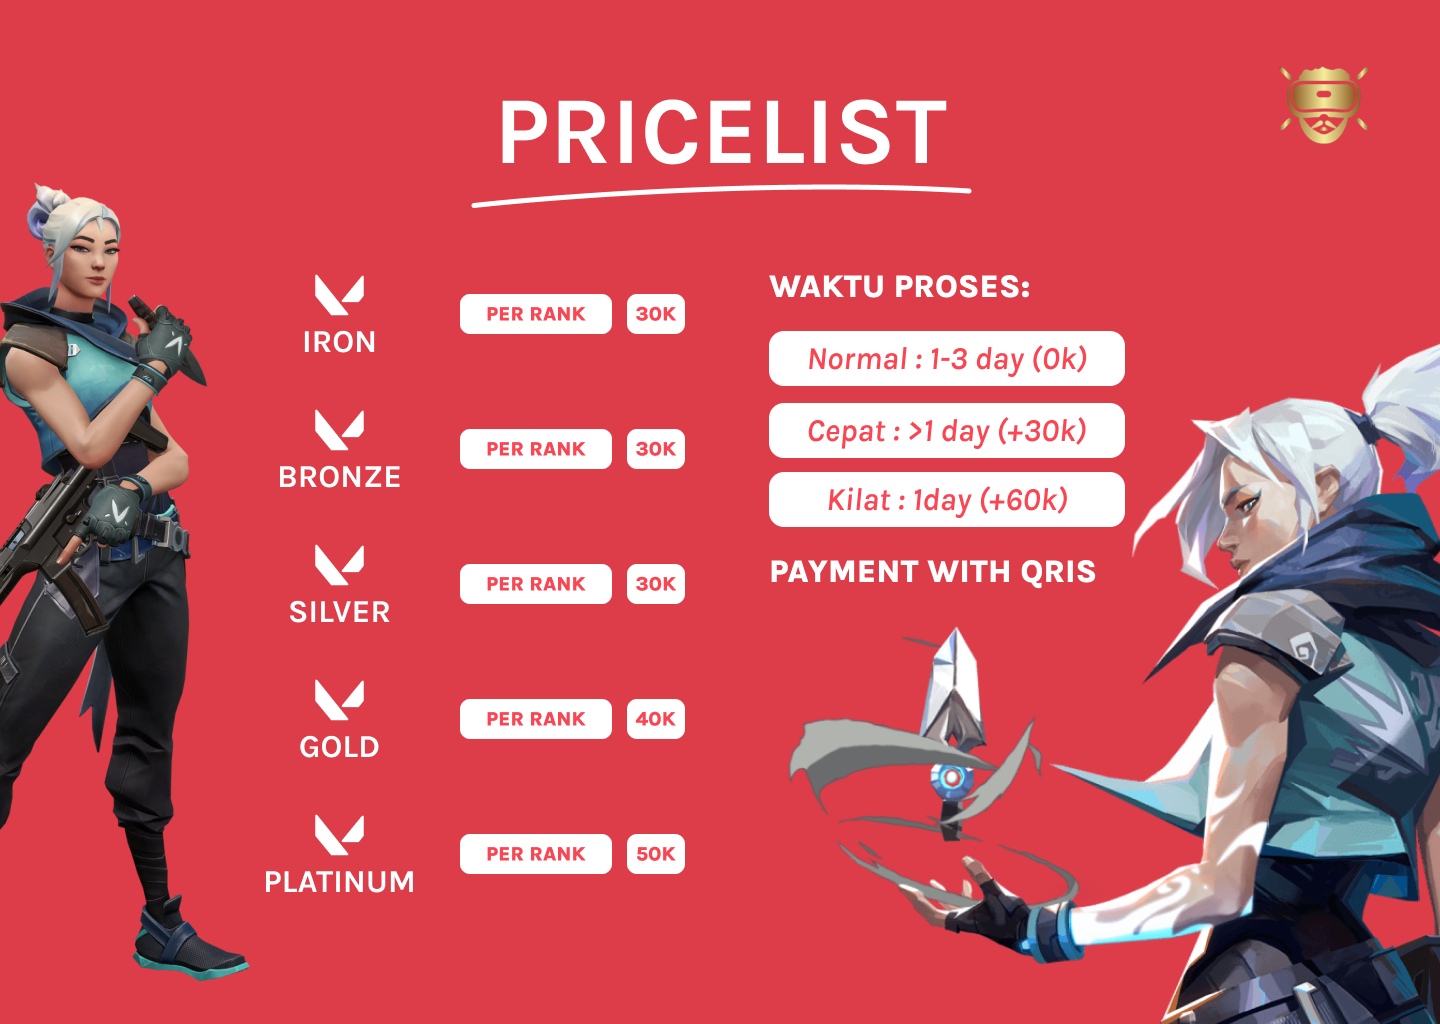 PRICELIST
IRON
PER RANK 30K
BRONZE
PER RANK 30K
SILVER
PER RANK 30K
GOLD
PER RANK 40K
PLATINUM
PER RANK 50K
WAKTU PROSES:
Normal : 1-3 day (0k)
Cepat : >1 day (+30k)
Kilat : 1day (+60k)
PAYMENT WITH QRIS